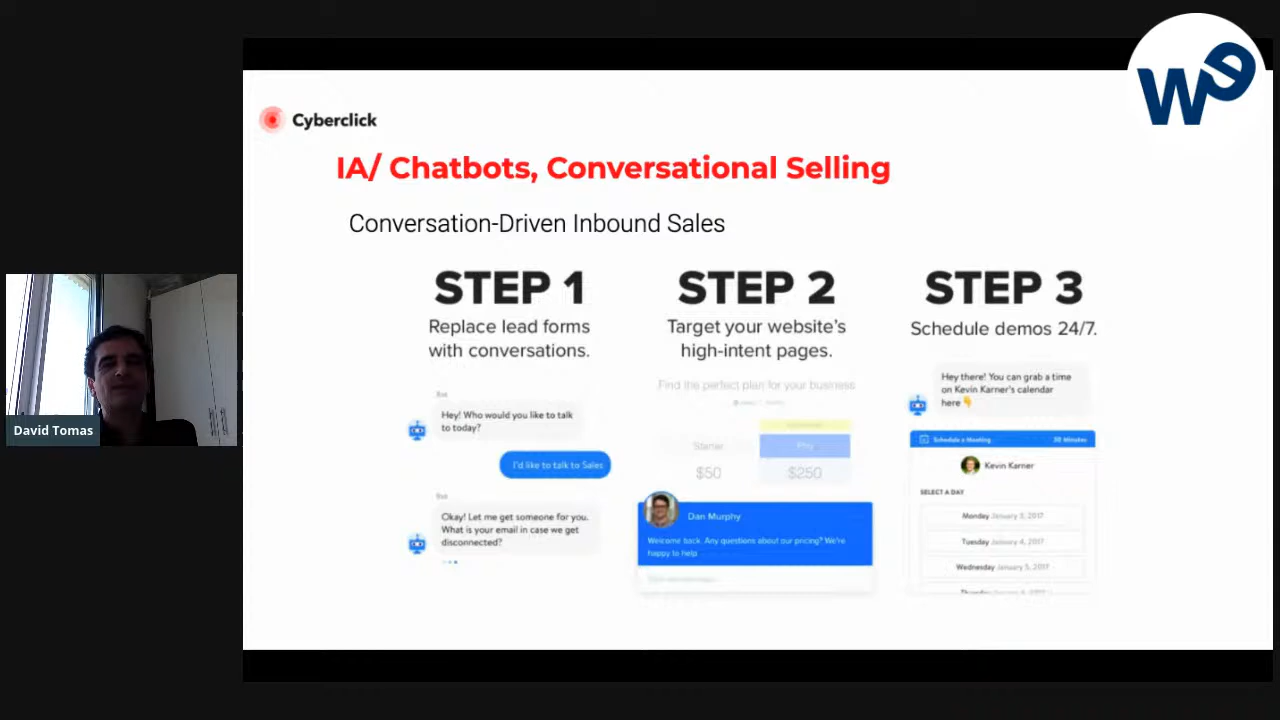 We
Cyberclick
IA/ Chatbots, Conversational Selling
Conversation-Driven Inbound Sales
STEP 1
Replace lead forms
with conversations.
Bot
Hey! Who would you like to talk
to today?
I'd like to talk to Sales
Bot
Okay! Let me get someone for you.
What is your email in case we get
disconnected?
STEP 2
Target your website's
high-intent pages.
Find the perfect plan for your business
Starter
Pro
$50
$250
Dan Murphy
Welcome back. Any questions about our pricing? We're
happy to help
STEP 3
Schedule demos 24/7.
Hey there! You can grab a time
on Kevin Karner's calendar
here 👇
Schedule a Meeting
30 Minutes
Kevin Karner
SELECT A DAY
Monday January 3, 2017
Tuesday January 4, 2017
Wednesday January 5, 2017
David Tomas